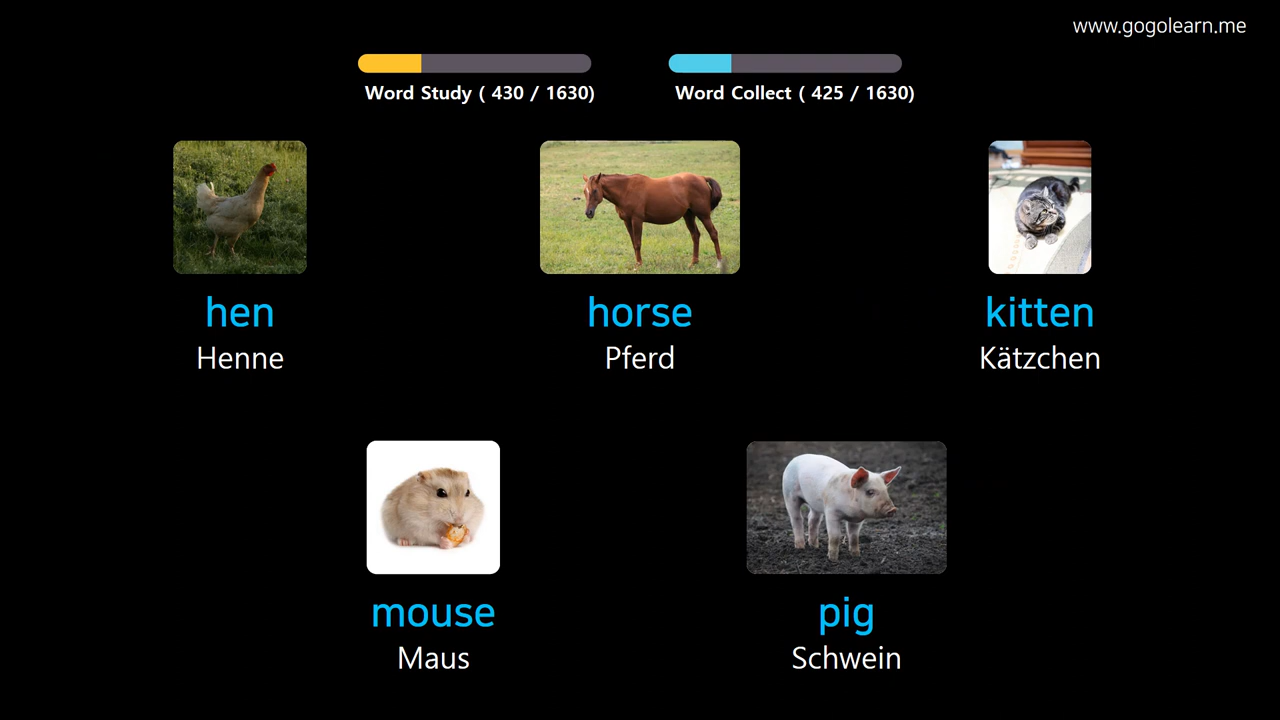 www.gogolearn.me
Word Study ( 430 / 1630)
Word Collect ( 425 / 1630)
hen
Henne
horse
Pferd
kitten
Kätzchen
mouse
Maus
pig
Schwein